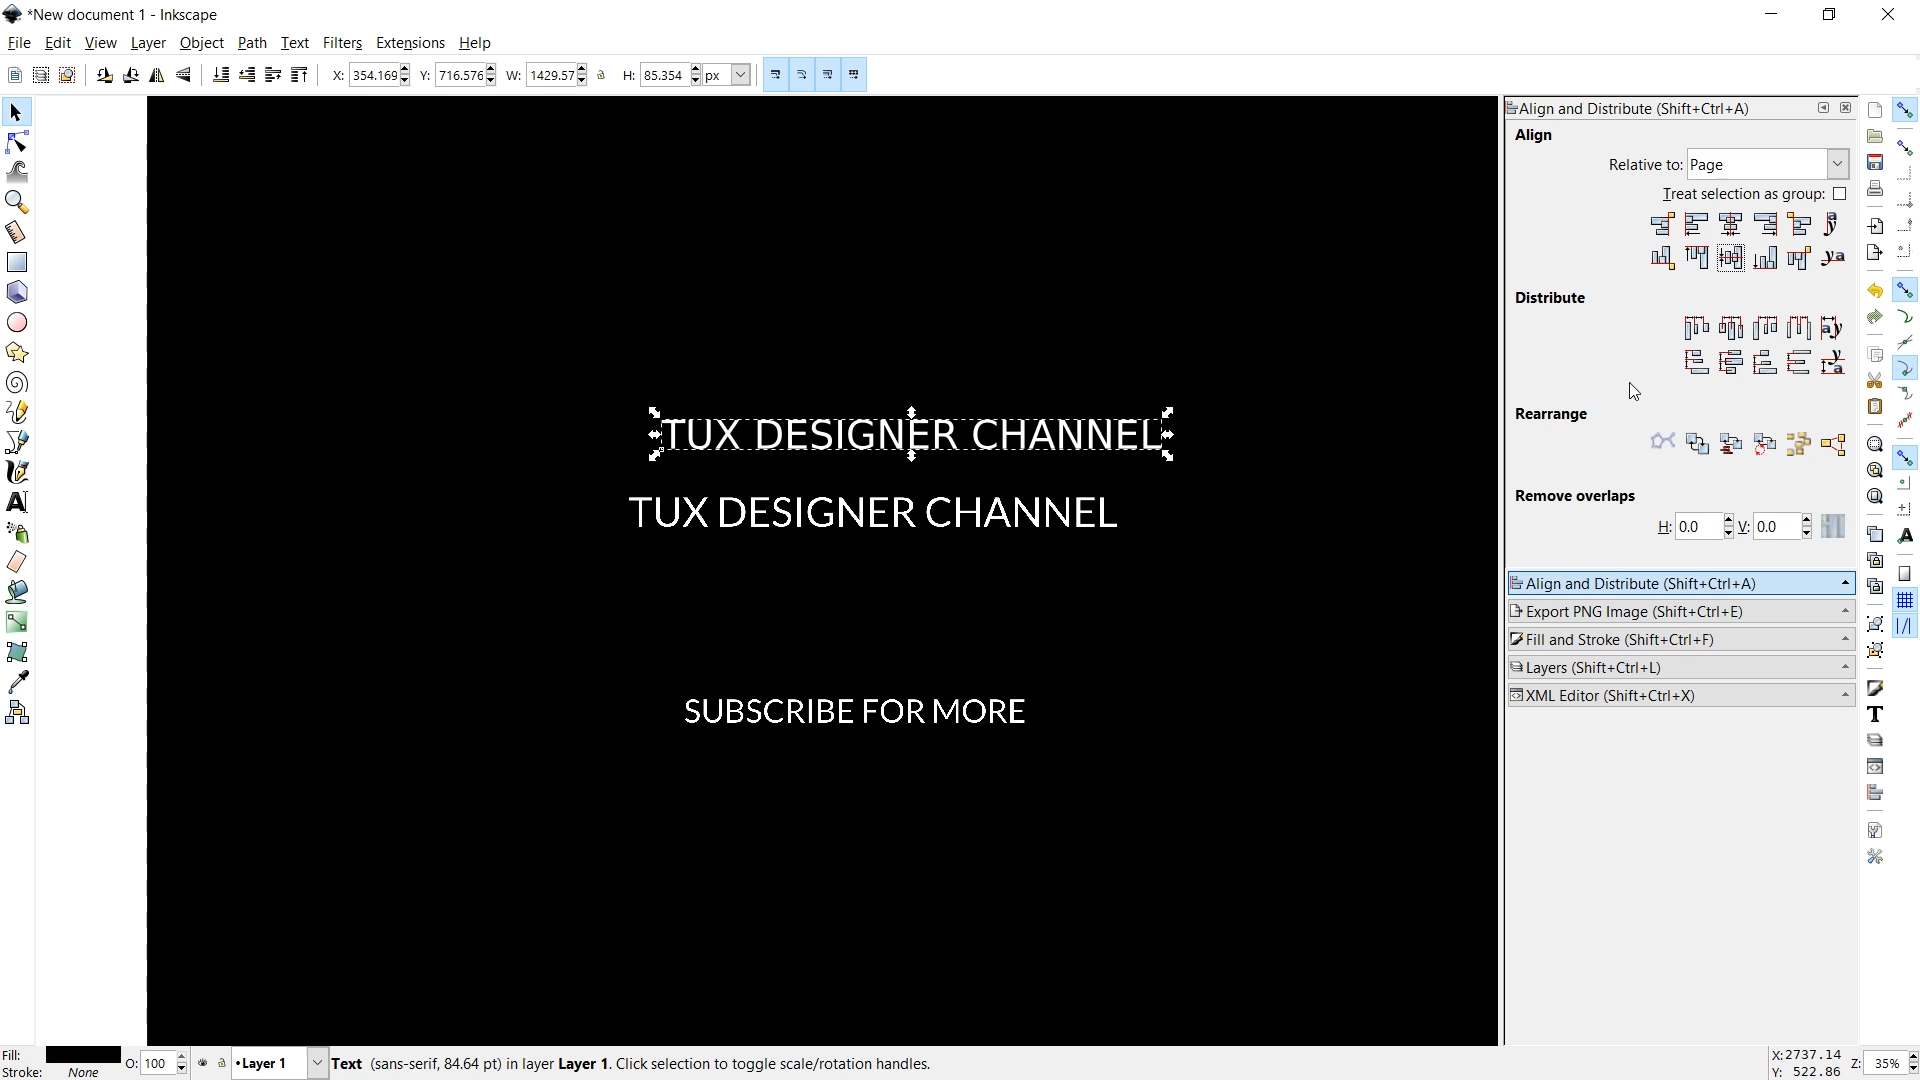 *New document 1 - Inkscape
File Edit View Layer Object Path Text Filters Extensions Help
X: 354.169 Y: 716.576 W: 1429.57 H: 85.354 px
Align and Distribute (Shift+Ctrl+A)
Align
Relative to: Page
Treat selection as group:
Distribute
Rearrange
Remove overlaps
H: 0.0 V: 0.0
Align and Distribute (Shift+Ctrl+A)
Export PNG Image (Shift+Ctrl+E)
Fill and Stroke (Shift+Ctrl+F)
Layers (Shift+Ctrl+L)
XML Editor (Shift+Ctrl+X)
TUX DESIGNER CHANNEL
TUX DESIGNER CHANNEL
SUBSCRIBE FOR MORE
Fill:
Stroke: None
O: 100
•Layer 1
Text (sans-serif, 84.64 pt) in layer Layer 1. Click selection to toggle scale/rotation handles.
X: 2737.14
Y: 522.86
Z: 35%